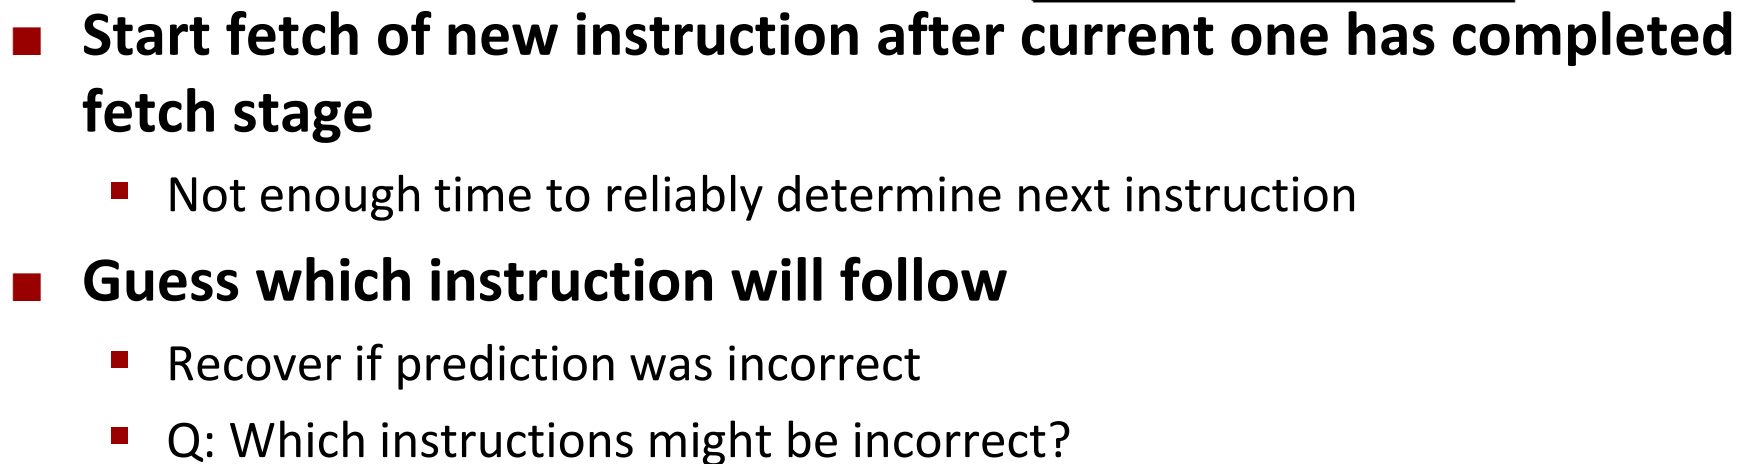 Start fetch of new instruction after current one has completed
fetch stage
Not enough time to reliably determine next instruction
Guess which instruction will follow
Recover if prediction was incorrect
Q: Which instructions might be incorrect?